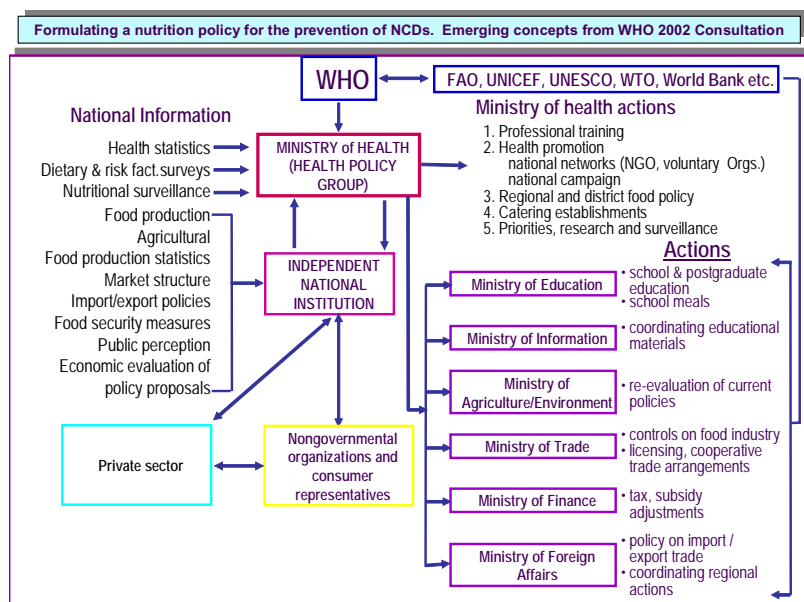 Formulating a nutrition policy for the prevention of NCDs. Emerging concepts from WHO 2002 Consultation
WHO
FAO, UNICEF, UNESCO, WTO, World Bank etc.
National Information
Health statistics
Dietary & risk fact.surveys
Nutritional surveillance
Food production
Agricultural
Food production statistics
Market structure
Import/export policies
Food security measures
Public perception
Economic evaluation of
policy proposals
MINISTRY of HEALTH
(HEALTH POLICY
GROUP)
Ministry of health actions
1. Professional training
2. Health promotion
national networks (NGO, voluntary Orgs.)
national campaign
3. Regional and district food policy
4. Catering establishments
5. Priorities, research and surveillance
INDEPENDENT
NATIONAL
INSTITUTION
Private sector
Nongovernmental
organizations and
consumer
representatives
Actions
Ministry of Education
• school & postgraduate
education
• school meals
Ministry of Information
• coordinating educational
materials
Ministry of
Agriculture/Environment
• re-evaluation of current
policies
Ministry of Trade
• controls on food industry
• licensing, cooperative
trade arrangements
Ministry of Finance
• tax, subsidy
adjustments
Ministry of Foreign
Affairs
• policy on import /
export trade
• coordinating regional
actions